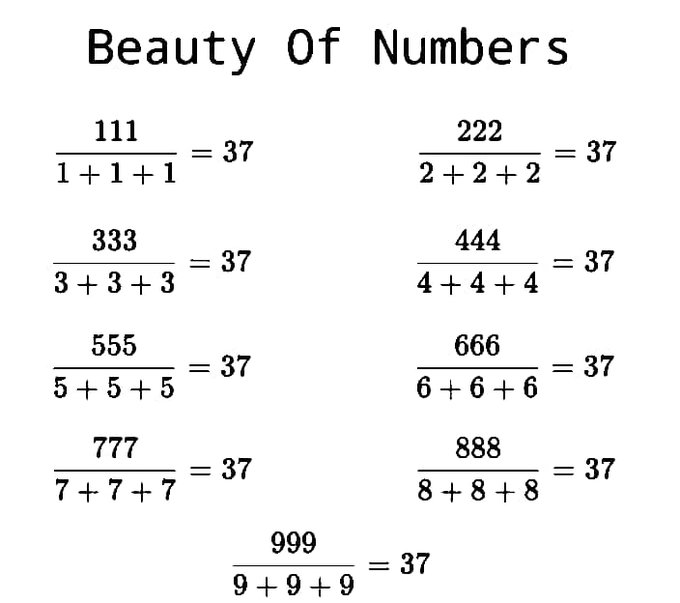 Beauty Of Numbers
111
1 + 1 + 1 = 37
222
2 + 2 + 2 = 37
333
3 + 3 + 3 = 37
444
4 + 4 + 4 = 37
555
5 + 5 + 5 = 37
666
6 + 6 + 6 = 37
777
7 + 7 + 7 = 37
888
8 + 8 + 8 = 37
999
9 + 9 + 9 = 37